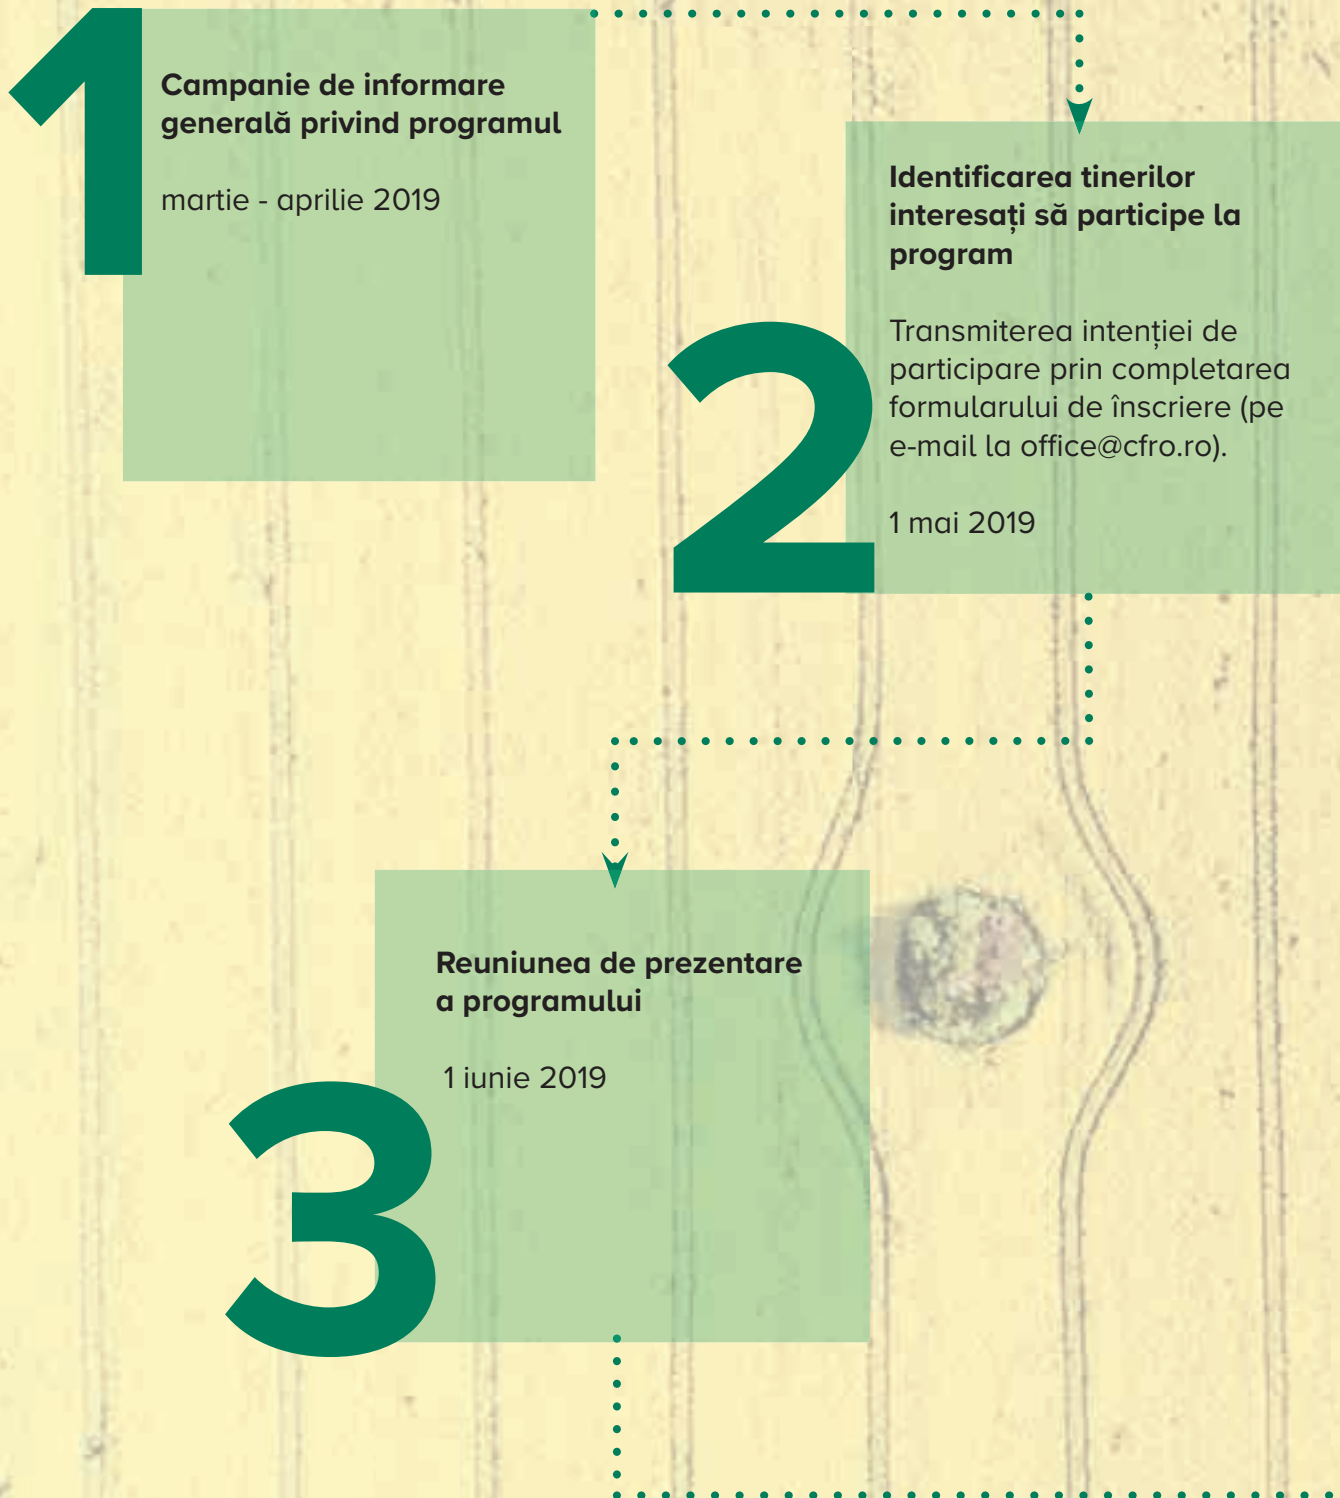 1
Campanie de informare
generală privind programul
martie - aprilie 2019
2
Identificarea tinerilor
interesați să participe la
program
Transmiterea intenției de
participare prin completarea
formularului de înscriere (pe
e-mail la office@cfro.ro).
1 mai 2019
3
Reuniunea de prezentare
a programului
1 iunie 2019